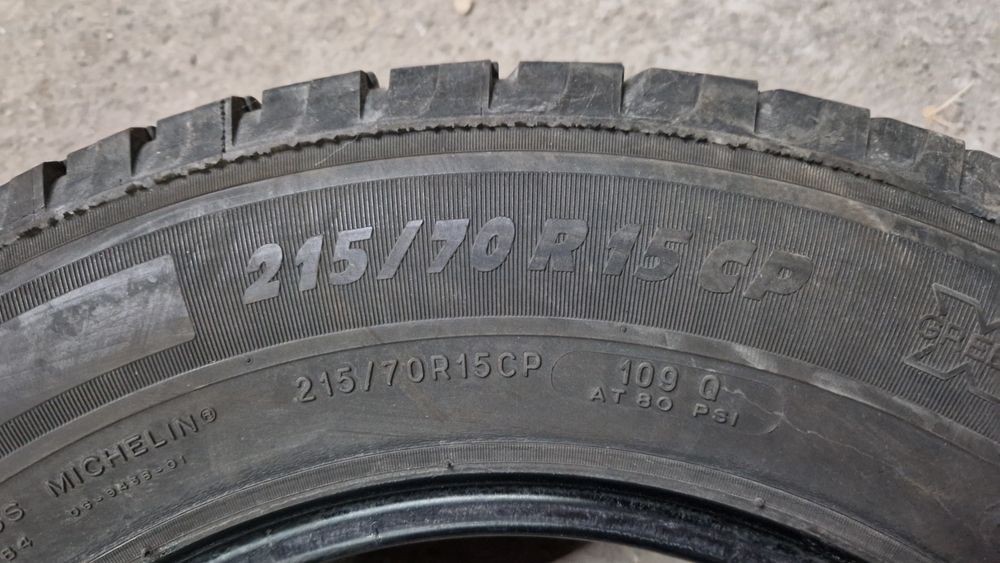 215/70 R 15 CP
215/70R15CP
109 Q
AT 80 PSI
MICHELIN®